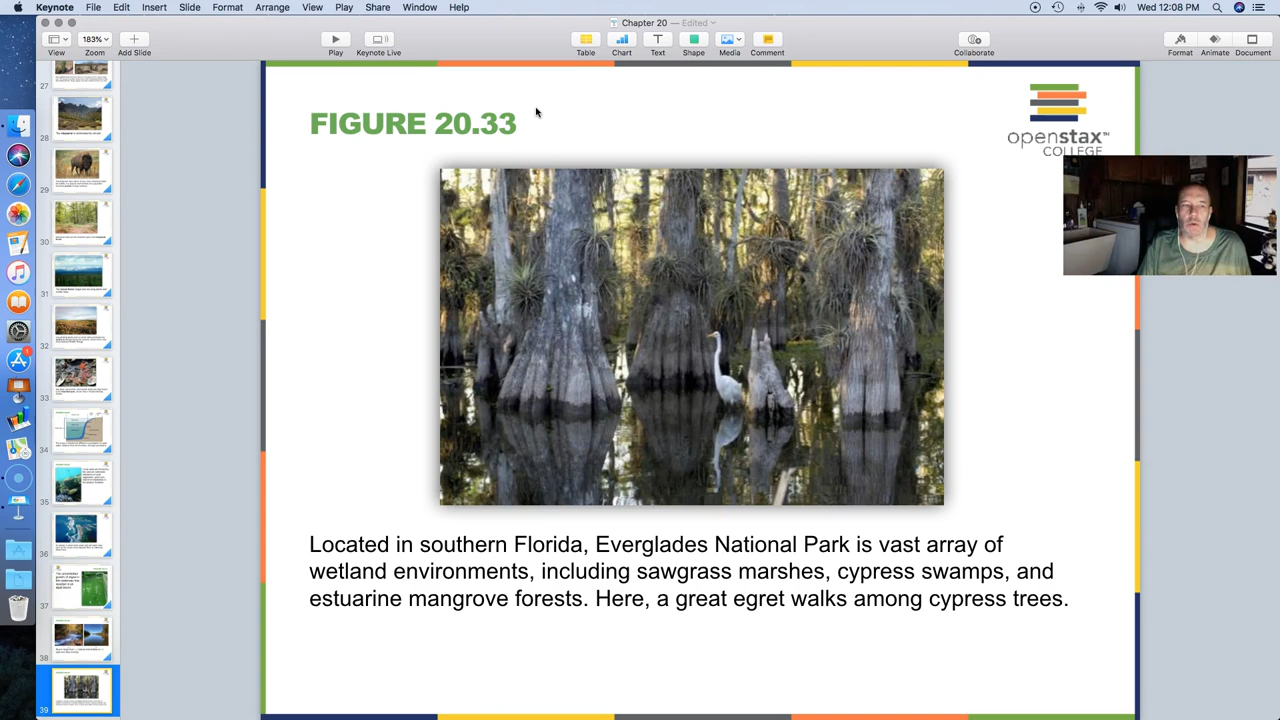 Keynote File Edit Insert Slide Format Arrange View Play Share Window Help
Wed 12:08 PM
Chapter 20 — Edited
183%
View Zoom Add Slide Play Keynote Live Table Chart Text Shape Media Comment Collaborate Format Animate Document
FIGURE 20.33
openstax™
COLLEGE
Located in southern Florida, Everglades National Park is vast array of
wetland environments, including sawgrass marshes, cypress swamps, and
estuarine mangrove forests. Here, a great egret walks among cypress trees.
27
28
29
30
31
32
33
34
35
36
37
38
39